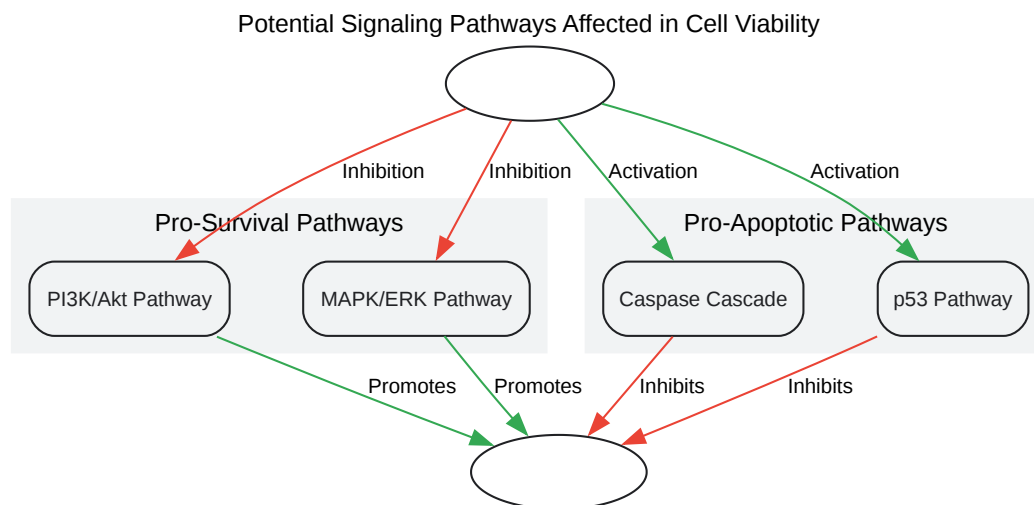 Potential Signaling Pathways Affected in Cell Viability
Inhibition
Inhibition
Activation
Activation
Pro-Survival Pathways
Pro-Apoptotic Pathways
PI3K/Akt Pathway
MAPK/ERK Pathway
Caspase Cascade
p53 Pathway
Promotes
Promotes
Inhibits
Inhibits